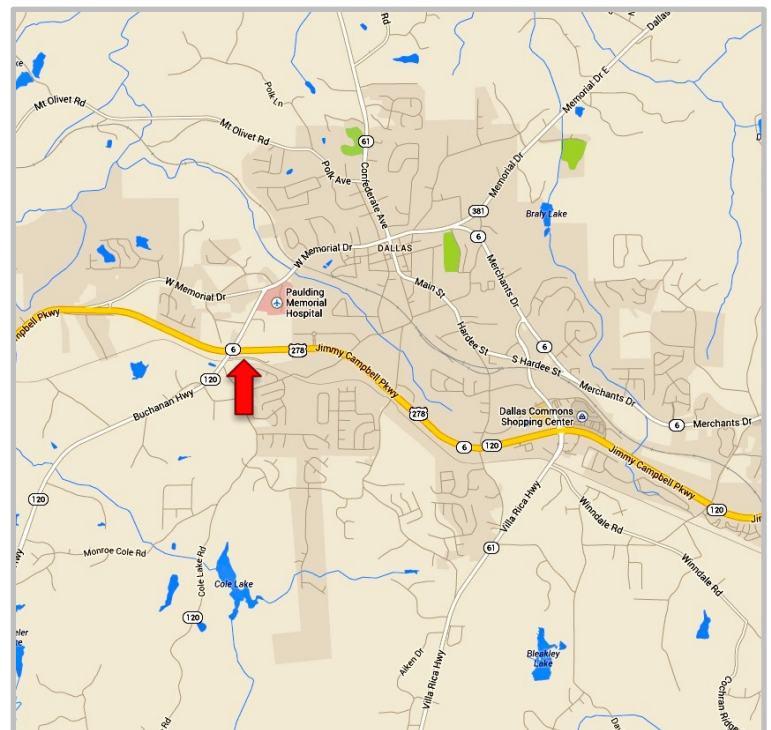 Rd
Dallas
Mt Olivet Rd
Polk Ln
Memorial Dr E
Mt Olivet Rd
61
Polk Ave
Confederate Ave
Memorial Dr
381
Braly Lake
W Memorial Dr
DALLAS
6
Merchants Dr
W Memorial Dr
Main St
Paulding
Memorial
Hospital
Hardee St
mpbell Pkwy
6
278
Jimmy Campbell Pkwy
6
S Hardee St
120
Merchants Dr
Buchanan Hwy
278
Dallas Commons
Shopping Center
6
Merchants Dr
6
120
Jimmy Campbell Pkwy
120
Villa Rica Hwy
120
Winndale Rd
61
Monroe Cole Rd
Winndale Rd
Cole Lake Rd
Cole Lake
120
Aiken Dr
Bleakley
Lake
Villa Rica Hwy
Cochran Ridge
Rd